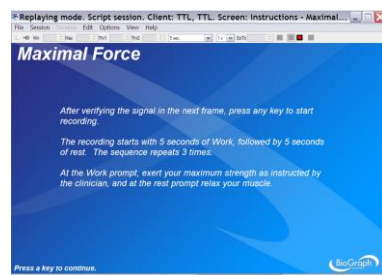 Replaying mode. Script session. Client: TTL, TTL. Screen: Instructions - Maximal...
File Session Screen Edit Options View Help
Maximal Force
After verifying the signal in the next frame, press any key to start
recording.
The recording starts with 5 seconds of Work, followed by 5 seconds
of rest. The sequence repeats 3 times.
At the Work prompt, exert your maximum strength as instructed by
the clinician, and at the rest prompt relax your muscle.
Press a key to continue.
BioGraph